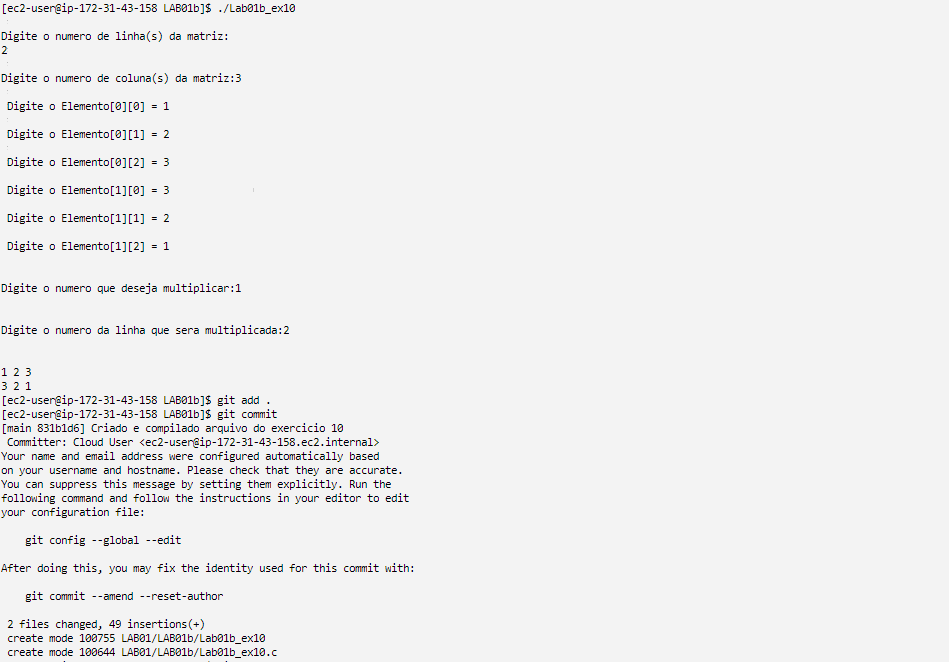 [ec2-user@ip-172-31-43-158 LAB01b]$ ./Lab01b_ex10
Digite o numero de linha(s) da matriz:
2
Digite o numero de coluna(s) da matriz:3
Digite o Elemento[0][0] = 1
Digite o Elemento[0][1] = 2
Digite o Elemento[0][2] = 3
Digite o Elemento[1][0] = 3
Digite o Elemento[1][1] = 2
Digite o Elemento[1][2] = 1
Digite o numero que deseja multiplicar:1
Digite o numero da linha que sera multiplicada:2
1 2 3
3 2 1
[ec2-user@ip-172-31-43-158 LAB01b]$ git add .
[ec2-user@ip-172-31-43-158 LAB01b]$ git commit
[main 831b1d6] Criado e compilado arquivo do exercicio 10
Committer: Cloud User <ec2-user@ip-172-31-43-158.ec2.internal>
Your name and email address were configured automatically based
on your username and hostname. Please check that they are accurate.
You can suppress this message by setting them explicitly. Run the
following command and follow the instructions in your editor to edit
your configuration file:
git config --global --edit
After doing this, you may fix the identity used for this commit with:
git commit --amend --reset-author
2 files changed, 49 insertions(+)
create mode 100755 LAB01/LAB01b/Lab01b_ex10
create mode 100644 LAB01/LAB01b/Lab01b_ex10.c